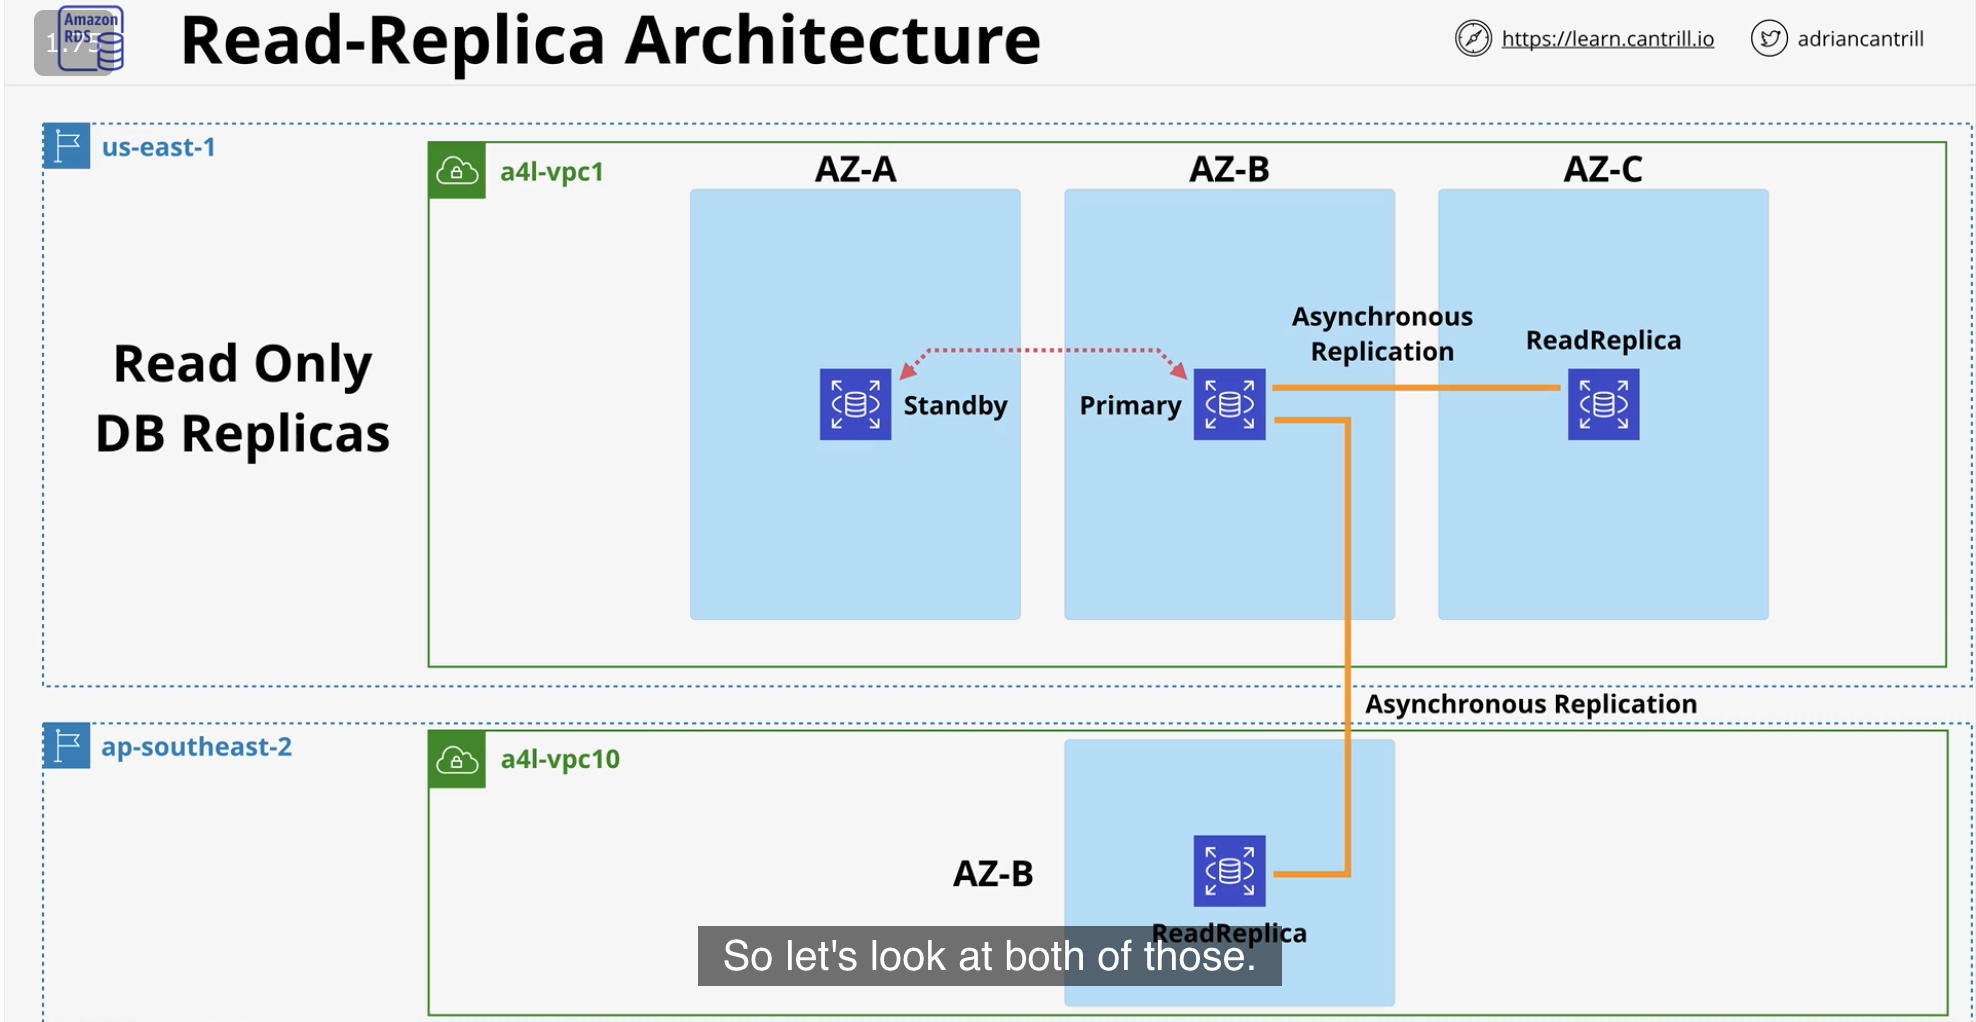 Amazon
RDS
1.75
Read-Replica Architecture
https://learn.cantrill.io
adriancantrill
us-east-1
a4l-vpc1
AZ-A
AZ-B
AZ-C
Read Only
DB Replicas
Asynchronous
Replication
ReadReplica
Standby
Primary
Asynchronous Replication
ap-southeast-2
a4l-vpc10
AZ-B
ReadReplica
So let's look at both of those.